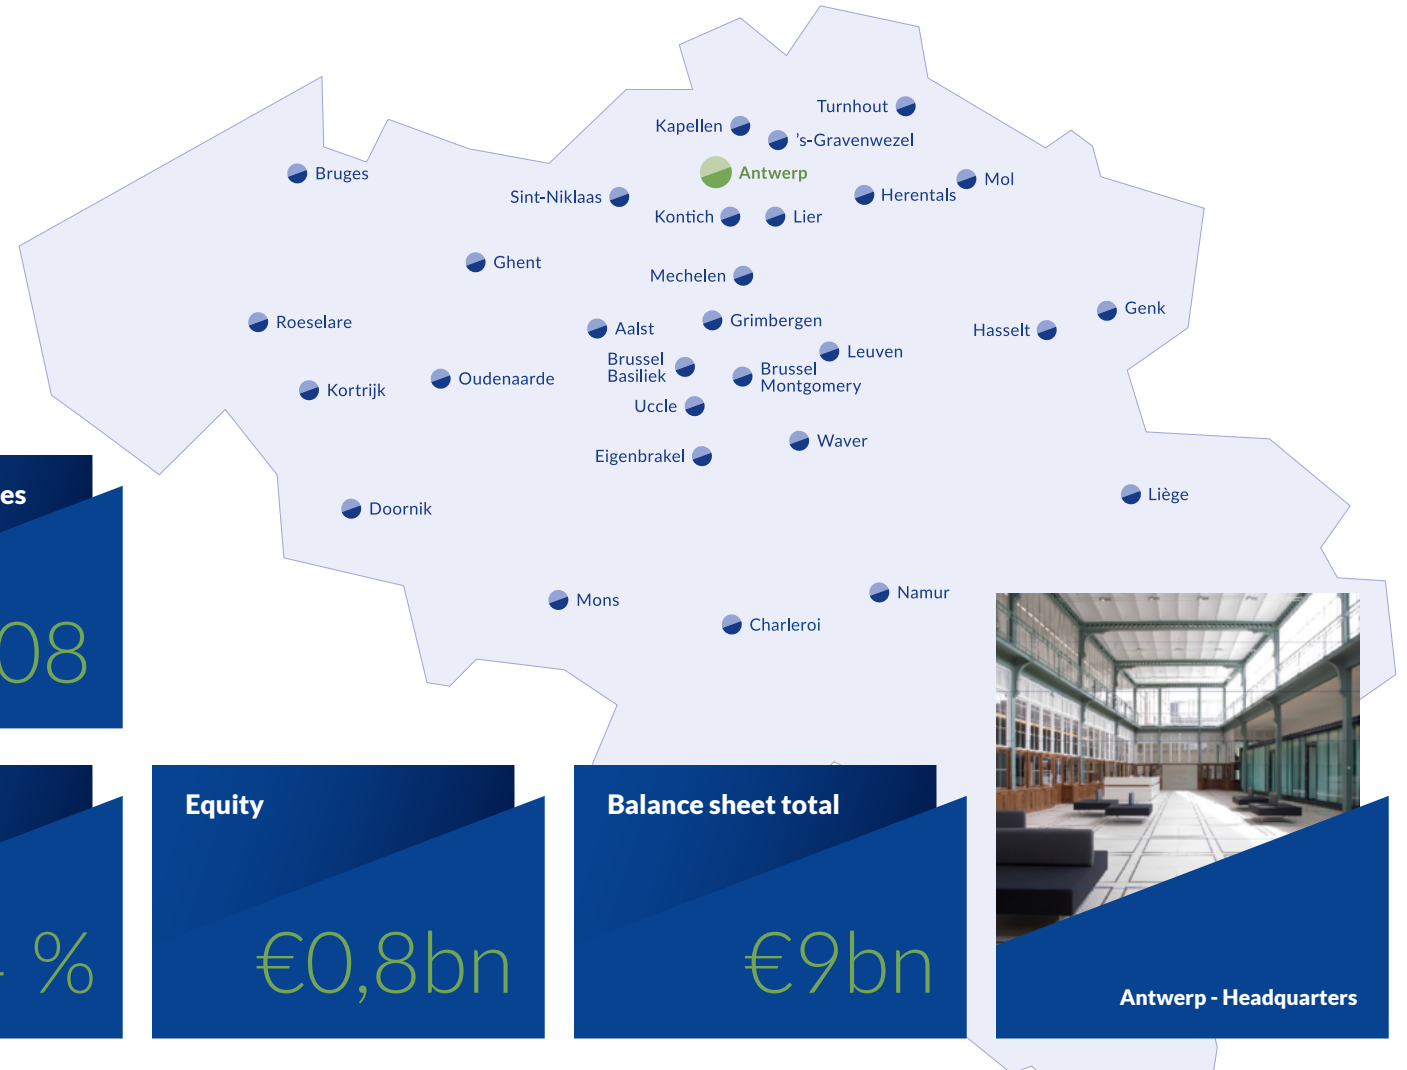 Turnhout
Kapellen
's-Gravenwezel
Antwerp
Bruges
Mol
Sint-Niklaas
Herentals
Kontich
Lier
Ghent
Mechelen
Genk
Roeselare
Aalst
Grimbergen
Hasselt
Leuven
Brussel
Basiliek
Brussel
Montgomery
Oudenaarde
Kortrijk
Uccle
Waver
Eigenbrakel
es
Liège
Doornik
Namur
Mons
Charleroi
08
Equity
Balance sheet total
%
€0,8bn
€9bn
Antwerp - Headquarters